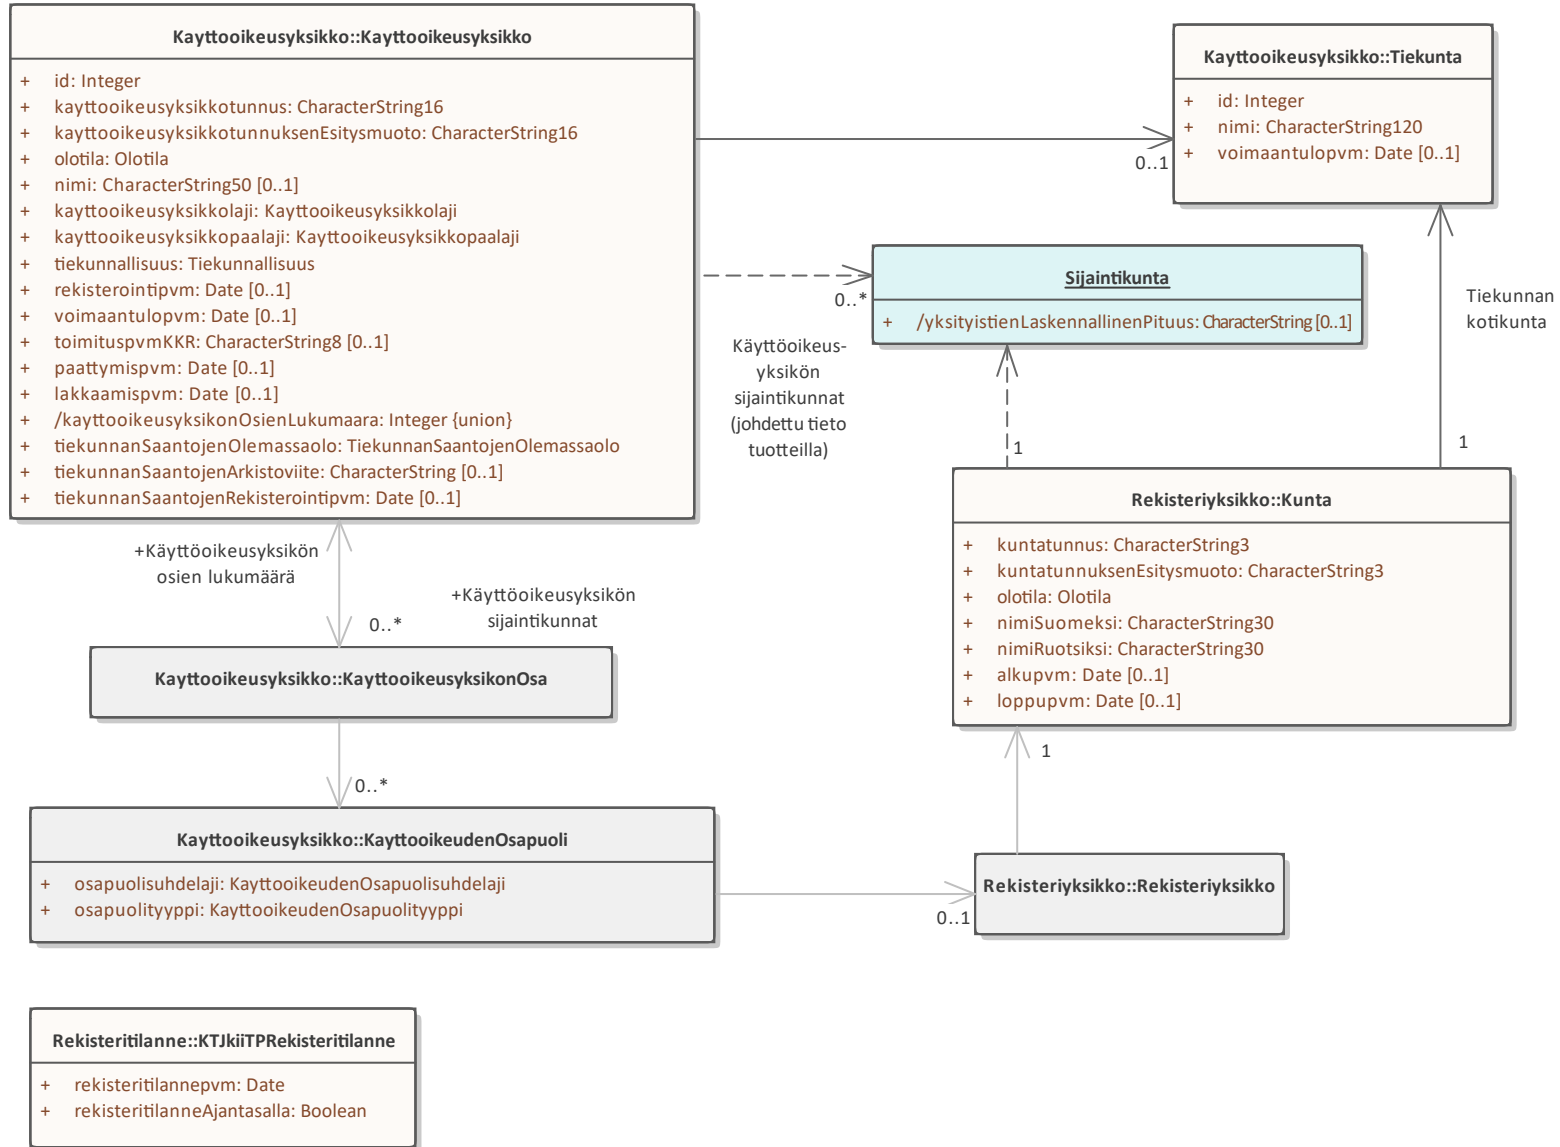 Kayttooikeusyksikko::Kayttooikeusyksikko
+ id: Integer
+ kayttooikeusyksikkotunnus: CharacterString16
+ kayttooikeusyksikkotunnuksenEsitysmuoto: CharacterString16
+ olotila: Olotila
+ nimi: CharacterString50 [0..1]
+ kayttooikeusyksikkolaji: Kayttooikeusyksikkolaji
+ kayttooikeusyksikkopaalaji: Kayttooikeusyksikkopaalaji
+ tiekunnallisuus: Tiekunnallisuus
+ rekisterointipvm: Date [0..1]
+ voimaantulopvm: Date [0..1]
+ toimituspvmKKR: CharacterString8 [0..1]
+ paattymispvm: Date [0..1]
+ lakkaamispvm: Date [0..1]
+ /kayttooikeusyksikonOsienLukumaara: Integer {union}
+ tiekunnanSaantojenOlemassaolo: TiekunnanSaantojenOlemassaolo
+ tiekunnanSaantojenArkistoviite: CharacterString [0..1]
+ tiekunnanSaantojenRekisterointipvm: Date [0..1]
0..1
Kayttooikeusyksikko::Tiekunta
+ id: Integer
+ nimi: CharacterString120
+ voimaantulopvm: Date [0..1]
0..*
Sijaintikunta
+ /yksityistienLaskennallinenPituus: CharacterString [0..1]
Käyttöoikeus-
yksikön
sijaintikunnat
(johdettu tieto
tuotteilla)
Tiekunnan
kotikunta
1
1
Rekisteriyksikko::Kunta
+ kuntatunnus: CharacterString3
+ kuntatunnuksenEsitysmuoto: CharacterString3
+ olotila: Olotila
+ nimiSuomeksi: CharacterString30
+ nimiRuotsiksi: CharacterString30
+ alkupvm: Date [0..1]
+ loppupvm: Date [0..1]
+Käyttöoikeusyksikön
osien lukumäärä
+Käyttöoikeusyksikön
sijaintikunnat
0..*
Kayttooikeusyksikko::KayttooikeusyksikonOsa
0..*
1
Kayttooikeusyksikko::KayttooikeudenOsapuoli
+ osapuolisuhdelaji: KayttooikeudenOsapuolisuhdelaji
+ osapuolityyppi: KayttooikeudenOsapuolityyppi
0..1
Rekisteriyksikko::Rekisteriyksikko
Rekisteritilanne::KTJkiiTPRekisteritilanne
+ rekisteritilannepvm: Date
+ rekisteritilanneAjantasalla: Boolean